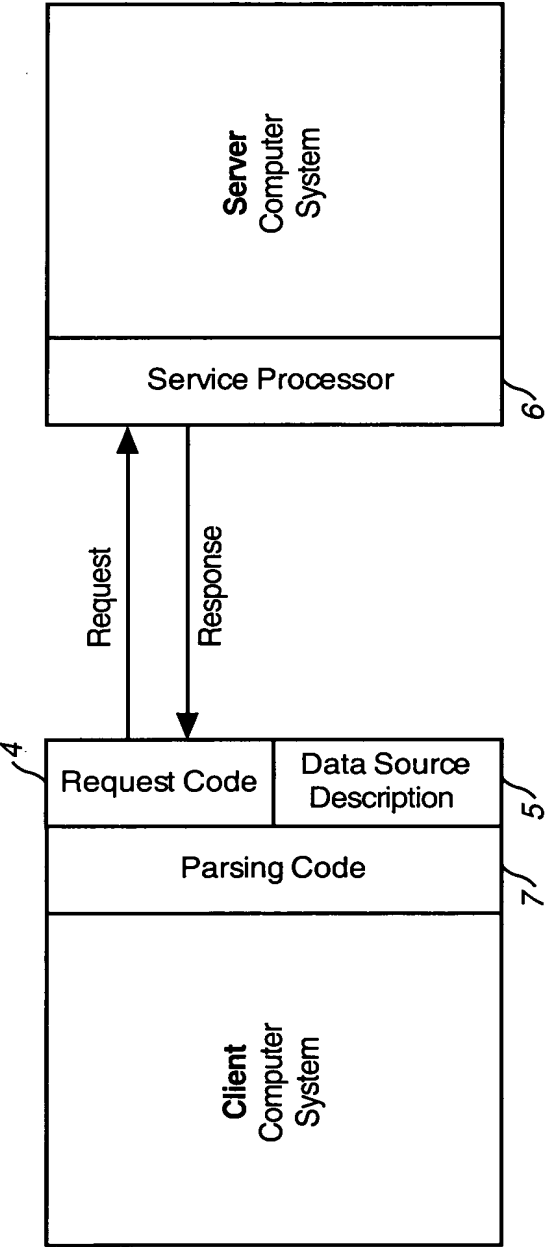 Server
Computer
System
Service Processor
6
Request
Response
4
Request Code
Data Source
Description
5
Parsing Code
7
Client
Computer
System